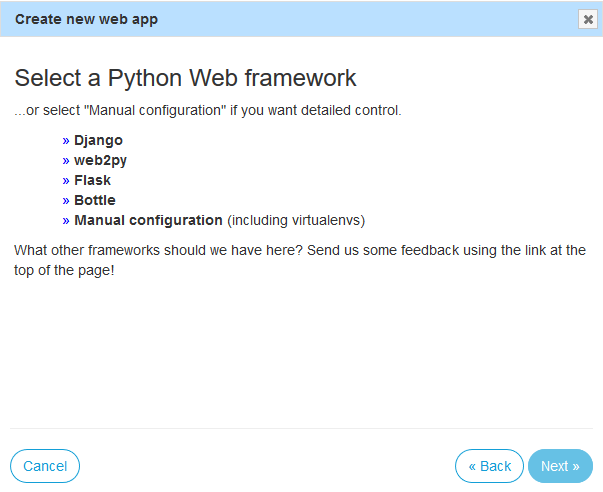 Create new web app
Select a Python Web framework
...or select "Manual configuration" if you want detailed control.
» Django
» web2py
» Flask
» Bottle
» Manual configuration (including virtualenvs)
What other frameworks should we have here? Send us some feedback using the link at the
top of the page!
Cancel
« Back
Next »